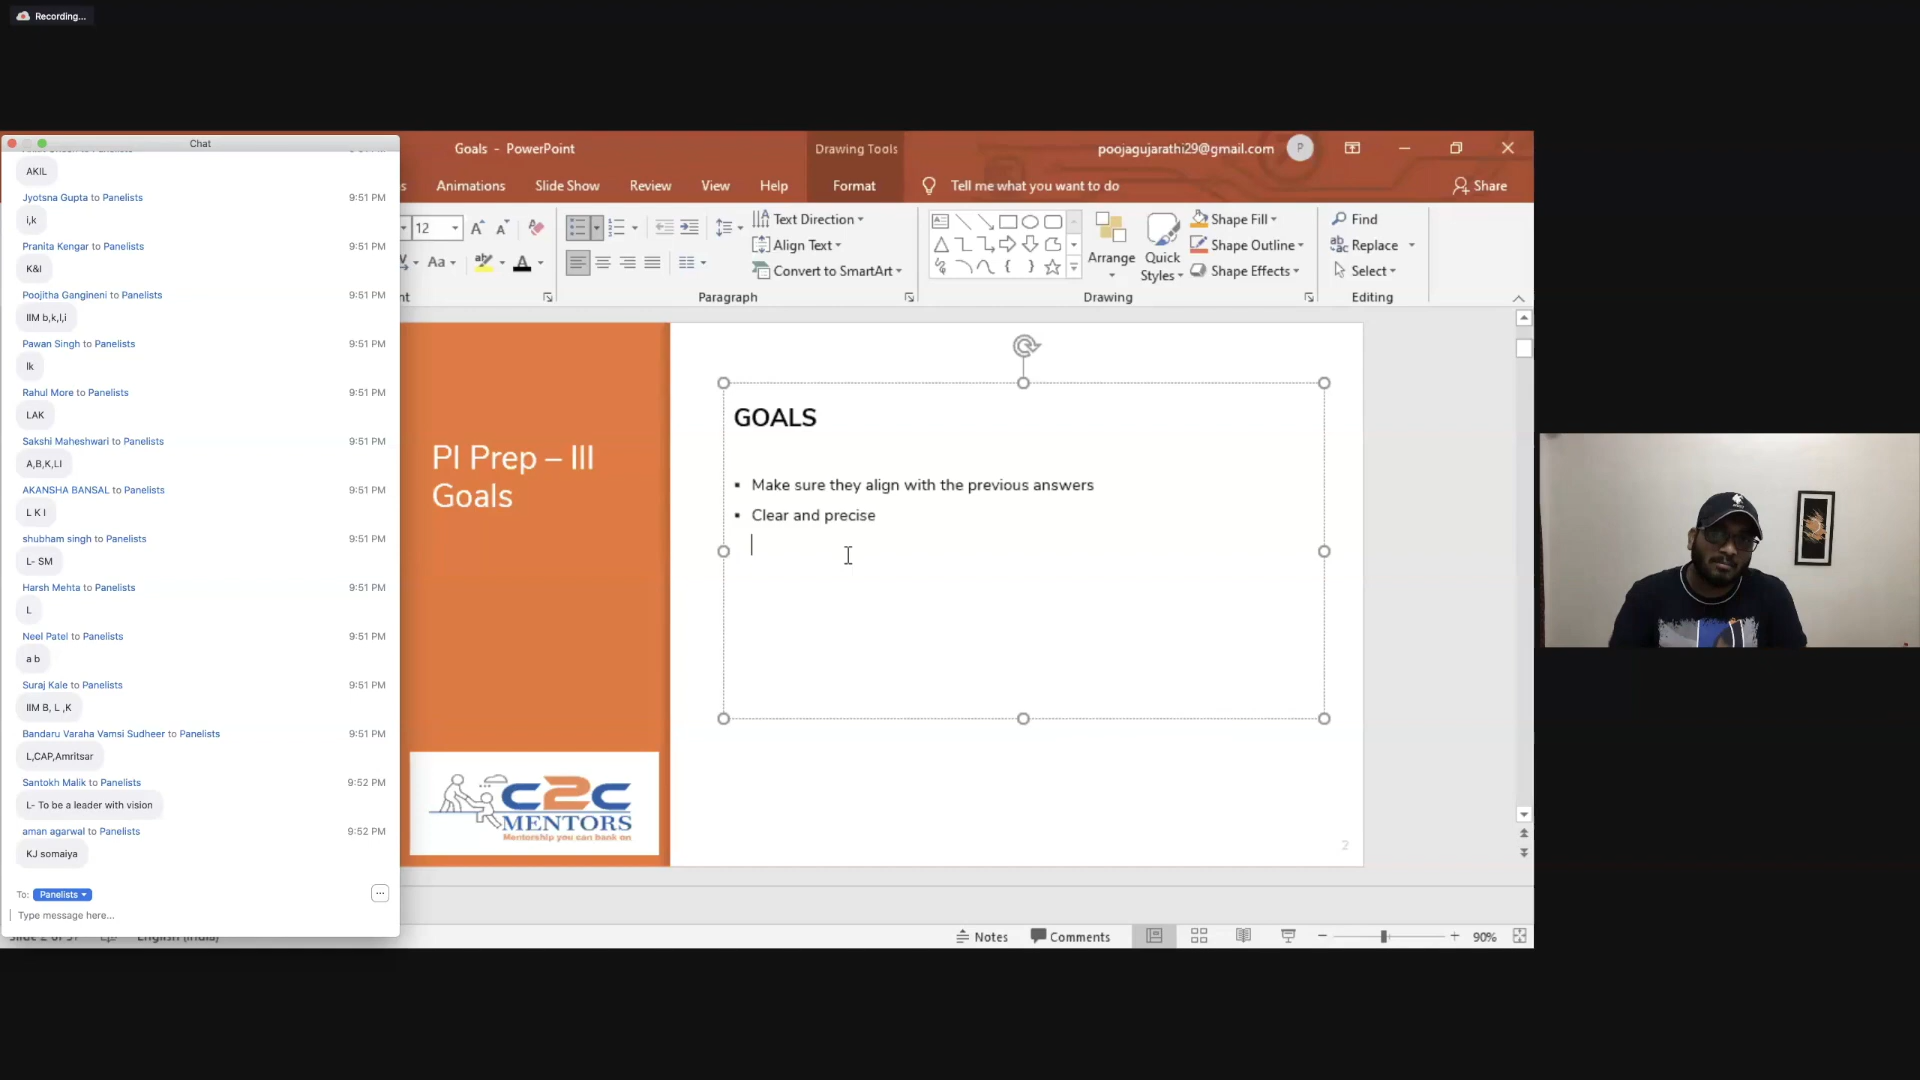 Recording...
Chat
AKIL
Jyotsna Gupta to Panelists 9:51 PM
i,k
Pranita Kengar to Panelists 9:51 PM
K&I
Poojitha Gangineni to Panelists 9:51 PM
IIM b,k,l,i
Pawan Singh to Panelists 9:51 PM
lk
Rahul More to Panelists 9:51 PM
LAK
Sakshi Maheshwari to Panelists 9:51 PM
A,B,K,LI
AKANSHA BANSAL to Panelists 9:51 PM
L K I
shubham singh to Panelists 9:51 PM
L- SM
Harsh Mehta to Panelists 9:51 PM
L
Neel Patel to Panelists 9:51 PM
a b
Suraj Kale to Panelists 9:51 PM
IIM B, L ,K
Bandaru Varaha Vamsi Sudheer to Panelists 9:51 PM
L,CAP,Amritsar
Santokh Malik to Panelists 9:52 PM
L- To be a leader with vision
aman agarwal to Panelists 9:52 PM
KJ somaiya
To: Panelists
Type message here...
Goals - PowerPoint
Drawing Tools
poojagujarathi29@gmail.com P
Animations Slide Show Review View Help Format Tell me what you want to do Share
12
Aa
Text Direction
Align Text
Convert to SmartArt
Paragraph
Arrange
Quick
Styles
Shape Fill
Shape Outline
Shape Effects
Drawing
Find
Replace
Select
Editing
PI Prep – III
Goals
C2C
MENTORS
Mentorship you can bank on
GOALS
▪ Make sure they align with the previous answers
▪ Clear and precise
2
Notes Comments 90%